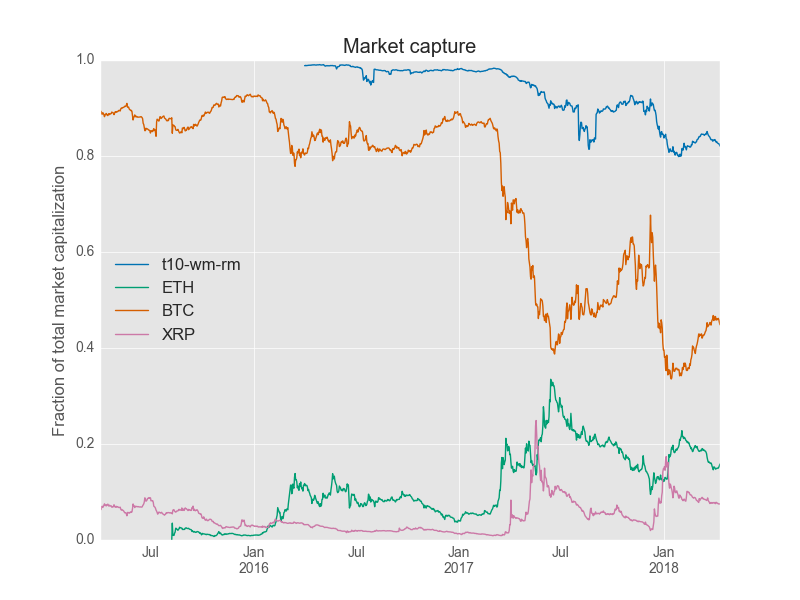 Market capture
Fraction of total market capitalization
1.0
0.8
0.6
0.4
0.2
0.0
t10-wm-rm
ETH
BTC
XRP
Jul
Jan
2016
Jul
Jan
2017
Jul
Jan
2018